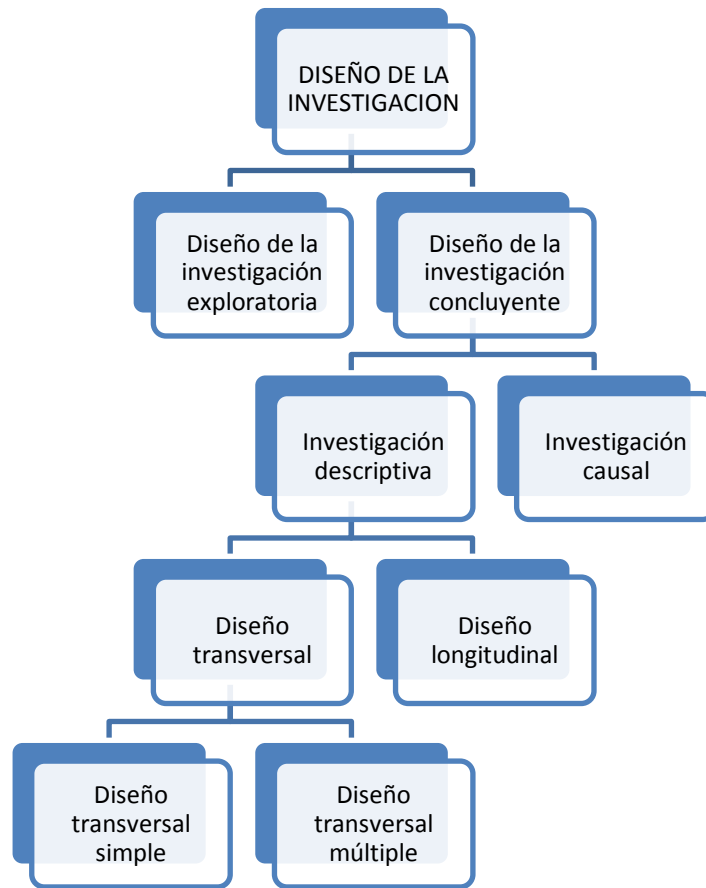 DISEÑO DE LA
INVESTIGACION
Diseño de la
investigación
exploratoria
Diseño de la
investigación
concluyente
Investigación
descriptiva
Investigación
causal
Diseño
transversal
Diseño
longitudinal
Diseño
transversal
simple
Diseño
transversal
múltiple